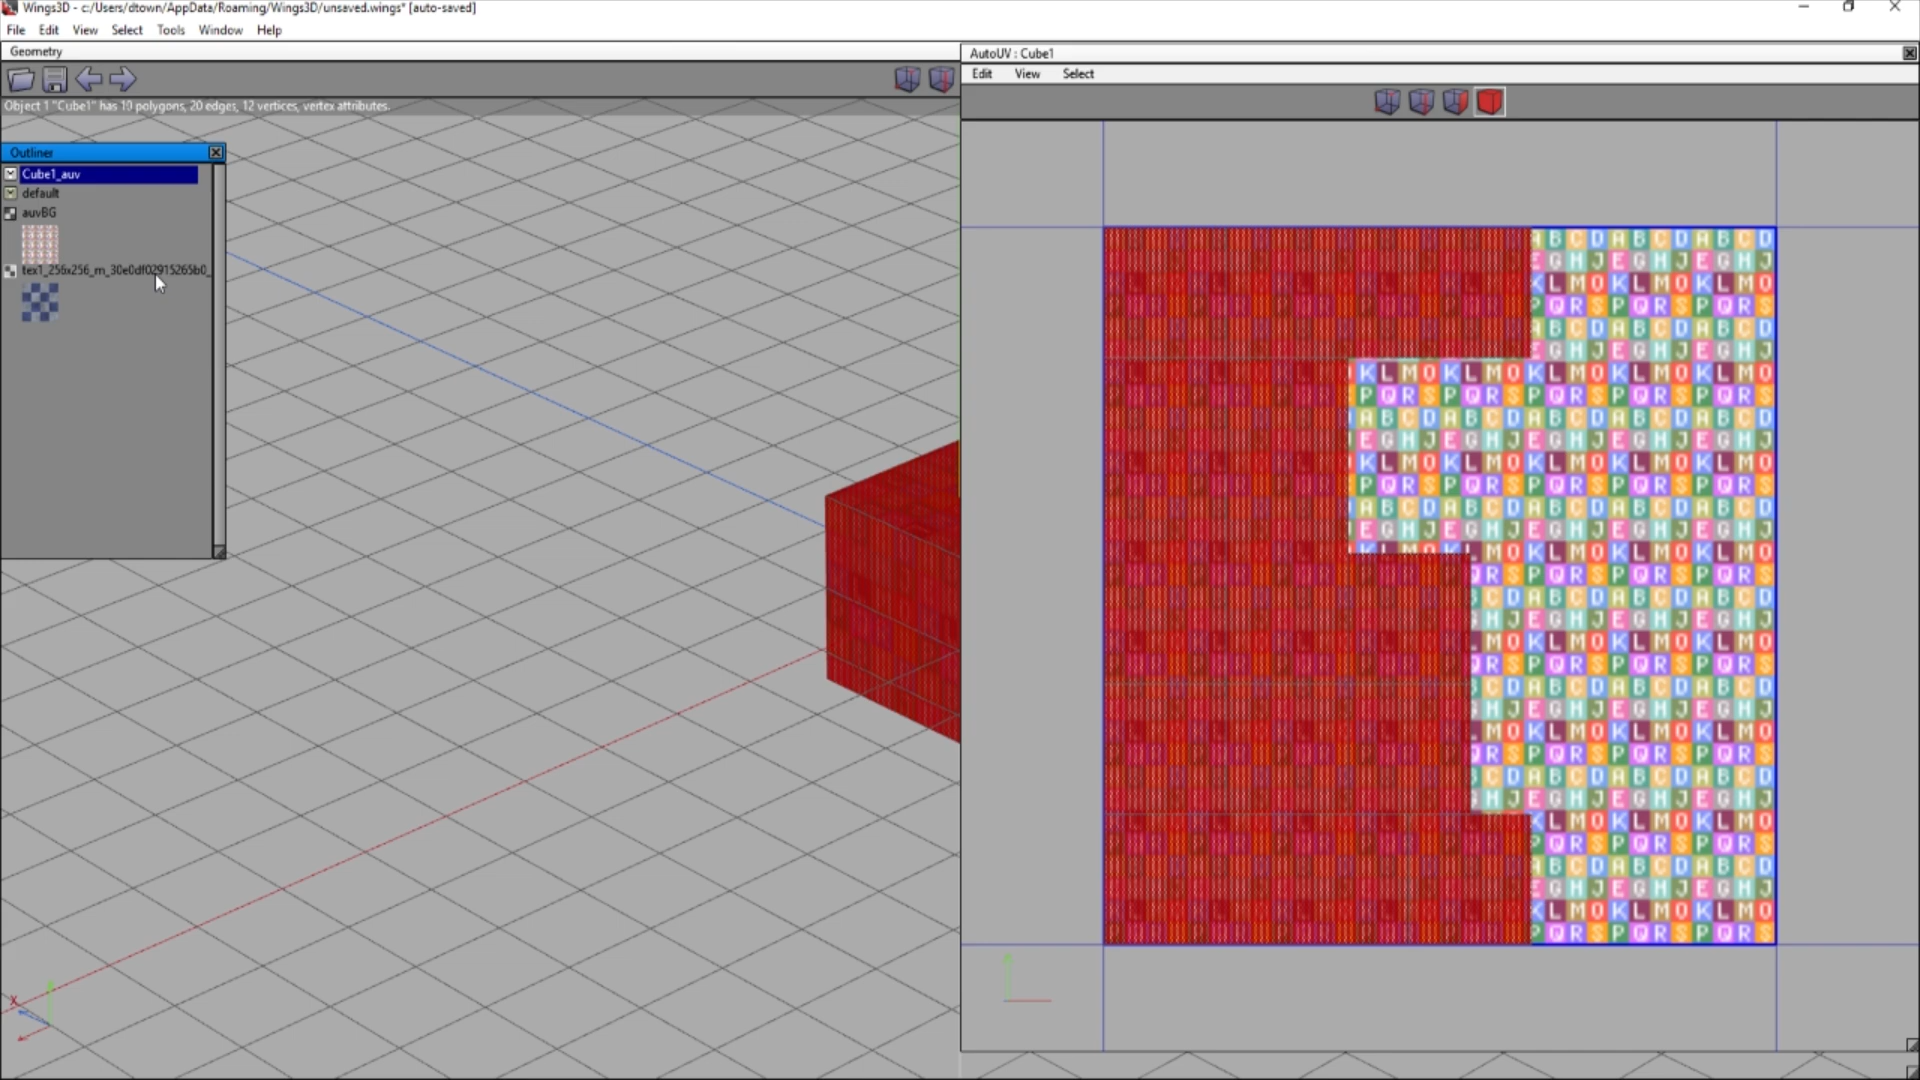 Wings3D - c:/Users/dtown/AppData/Roaming/Wings3D/unsaved.wings* [auto-saved]
File Edit View Select Tools Window Help
Geometry
Object 1 "Cube1" has 10 polygons, 20 edges, 12 vertices, vertex attributes.
Outliner
Cube1_auv
default
auvBG
tex1_256x256_m_30e0df02915265b0_
X
AutoUV : Cube1
Edit View Select
A B C D A B C D A B C D
E G H J E G H J E G H J
K L M O K L M O K L M O
P Q R S P Q R S P Q R S
A B C D A B C D A B C D
E G H J E G H J E G H J
K L M O K L M O K L M O K L M O K L M O
P Q R S P Q R S P Q R S P Q R S P Q R S
A B C D A B C D A B C D A B C D A B C D
E G H J E G H J E G H J E G H J E G H J
K L M O K L M O K L M O K L M O K L M O
P Q R S P Q R S P Q R S P Q R S P Q R S
A B C D A B C D A B C D A B C D A B C D
E G H J E G H J E G H J E G H J E G H J
K L M O K L M O K L M O K L M O K L M O
Q R S P Q R S P Q R S P Q R S
B C D A B C D A B C D A B C D
G H J E G H J E G H J E G H J
L M O K L M O K L M O K L M O
Q R S P Q R S P Q R S P Q R S
B C D A B C D A B C D A B C D
G H J E G H J E G H J E G H J
L M O K L M O K L M O K L M O
Q R S P Q R S P Q R S P Q R S
B C D A B C D A B C D A B C D
G H J E G H J E G H J E G H J
K L M O K L M O K L M O
P Q R S P Q R S P Q R S
A B C D A B C D A B C D
E G H J E G H J E G H J
K L M O K L M O K L M O
P Q R S P Q R S P Q R S